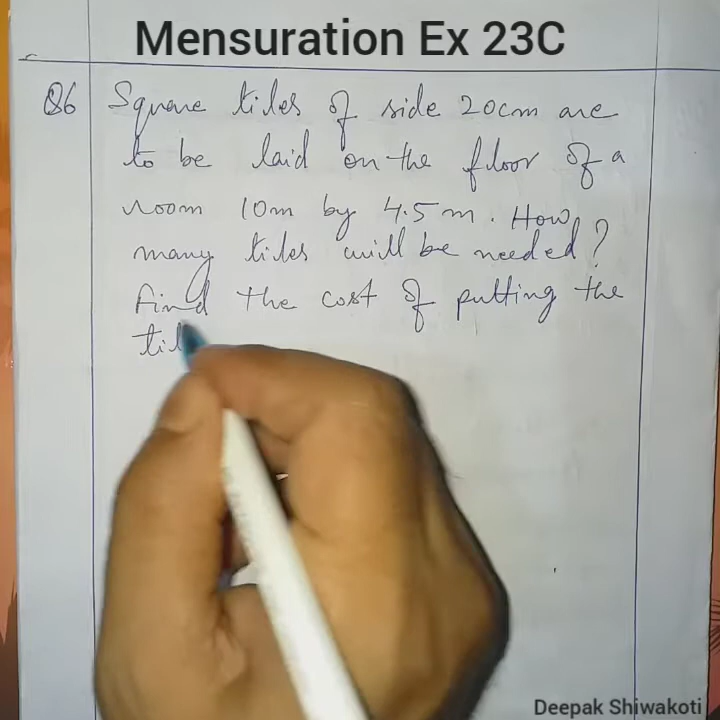 Mensuration Ex 23C
Q6 Square tiles of side 20cm are
to be laid on the floor of a
room 10m by 4.5m. How
many tiles will be needed?
Find the cost of putting the
til
Deepak Shiwakoti